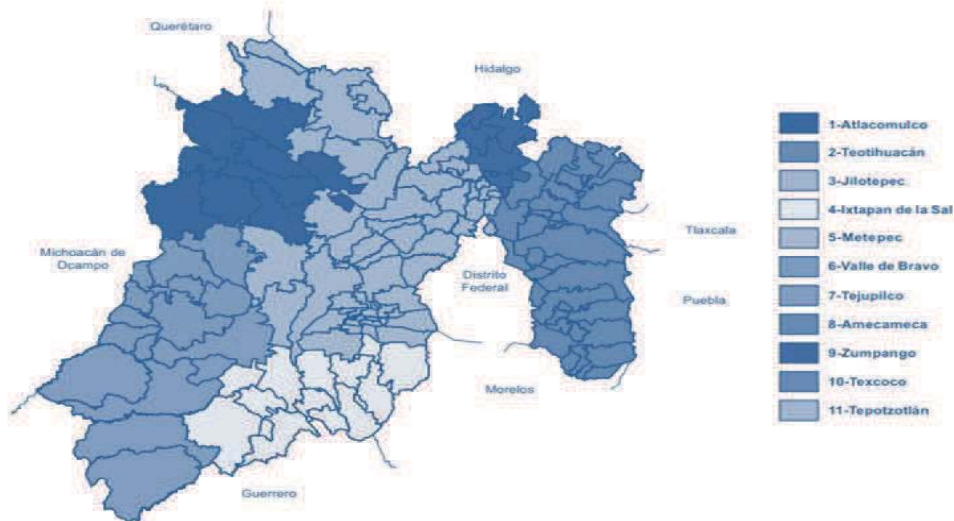 Querétaro
Hidalgo
Michoacán de
Ocampo
Distrito
Federal
Tlaxcala
Puebla
Morelos
Guerrero
1-Atlacomulco
2-Teotihuacán
3-Jilotepec
4-Ixtapan de la Sal
5-Metepec
6-Valle de Bravo
7-Tejupilco
8-Amecameca
9-Zumpango
10-Texcoco
11-Tepotzotlán